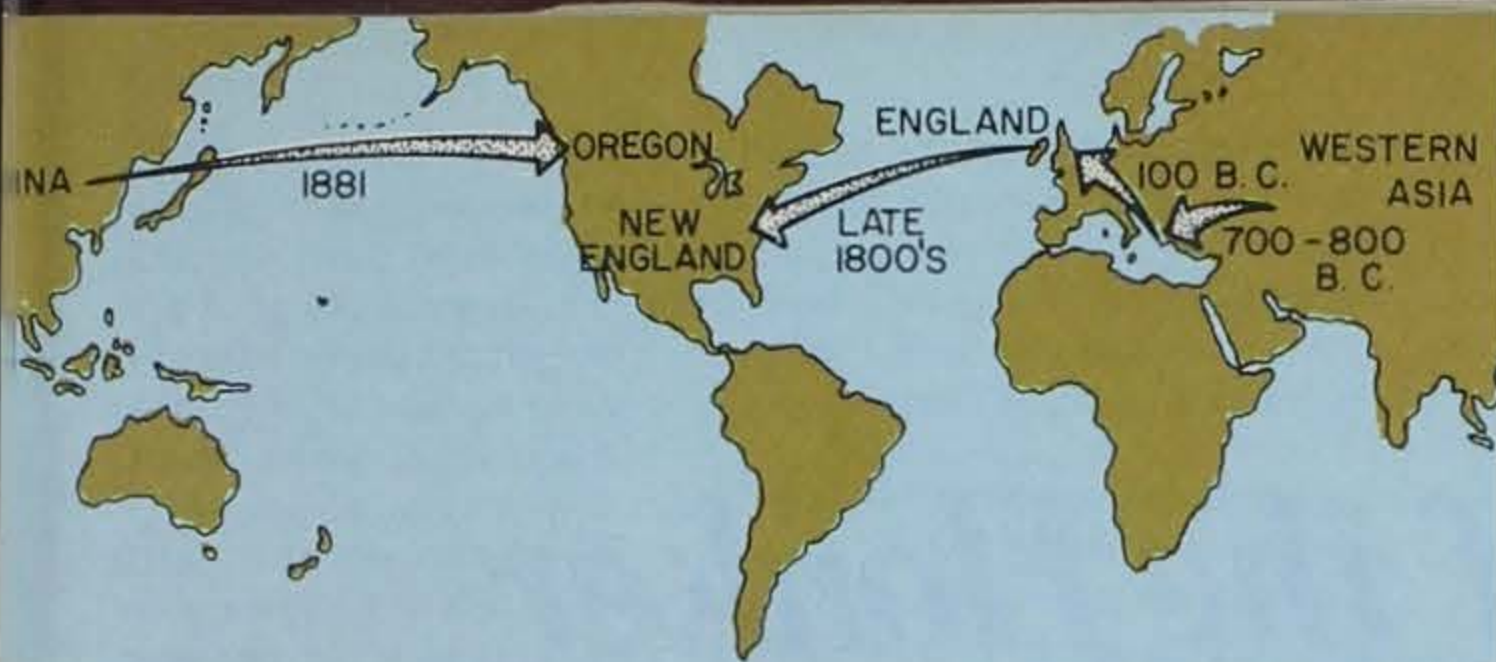 INA
1881
OREGON
NEW
ENGLAND
ENGLAND
LATE
1800'S
100 B. C.
WESTERN
ASIA
700-800
B. C.